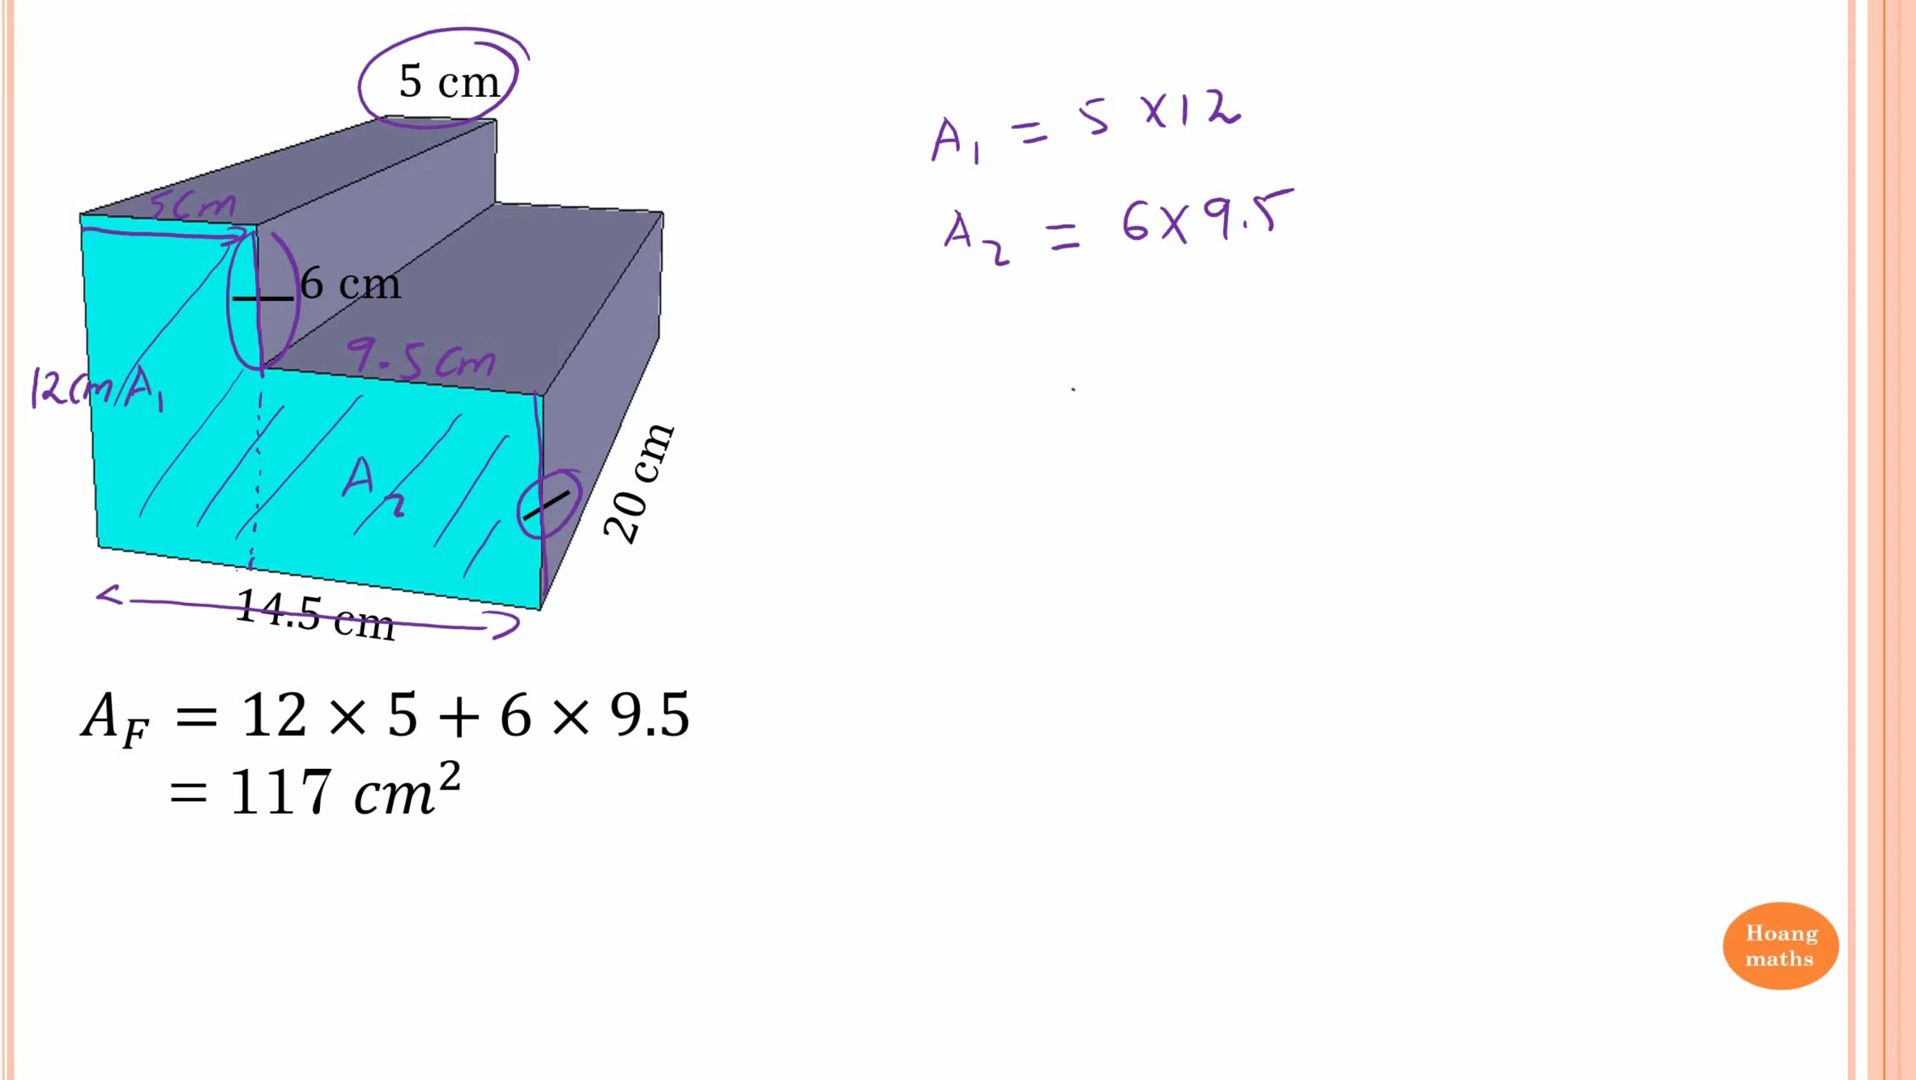 5 cm
A₁ = 5 × 12
5cm
A₂ = 6 × 9.5
6 cm
9.5 cm
12cm
A₁
A₂
20 cm
14.5 cm
A_F = 12 × 5 + 6 × 9.5
= 117 cm²
Hoang
maths